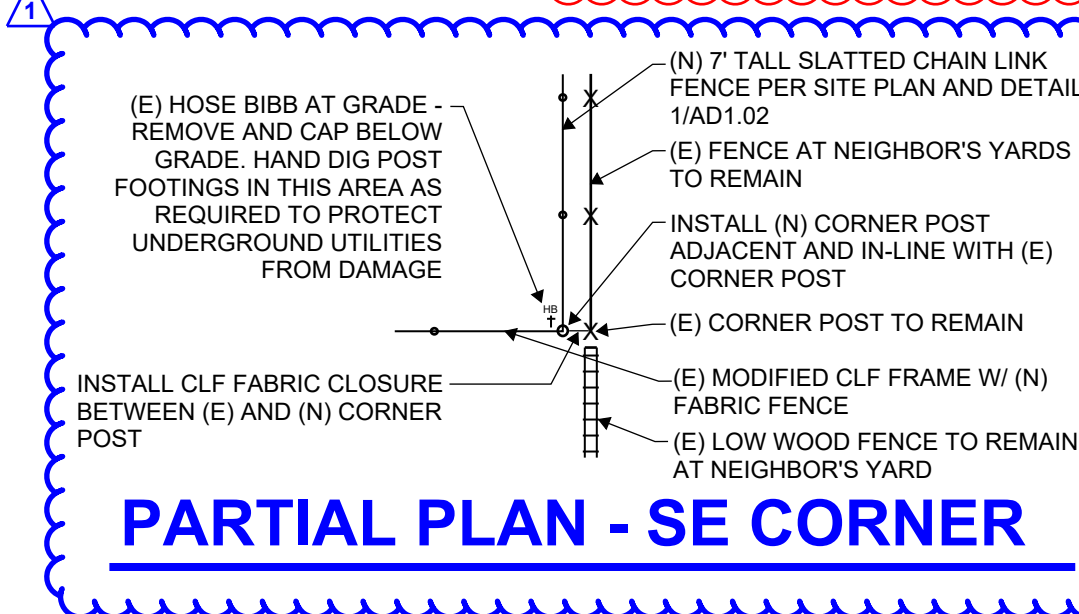 1
(E) HOSE BIBB AT GRADE -
REMOVE AND CAP BELOW
GRADE. HAND DIG POST
FOOTINGS IN THIS AREA AS
REQUIRED TO PROTECT
UNDERGROUND UTILITIES
FROM DAMAGE
INSTALL CLF FABRIC CLOSURE
BETWEEN (E) AND (N) CORNER
POST
HB
(N) 7' TALL SLATTED CHAIN LINK
FENCE PER SITE PLAN AND DETAIL
1/AD1.02
(E) FENCE AT NEIGHBOR'S YARDS
TO REMAIN
INSTALL (N) CORNER POST
ADJACENT AND IN-LINE WITH (E)
CORNER POST
(E) CORNER POST TO REMAIN
(E) MODIFIED CLF FRAME W/ (N)
FABRIC FENCE
(E) LOW WOOD FENCE TO REMAIN
AT NEIGHBOR'S YARD
PARTIAL PLAN - SE CORNER